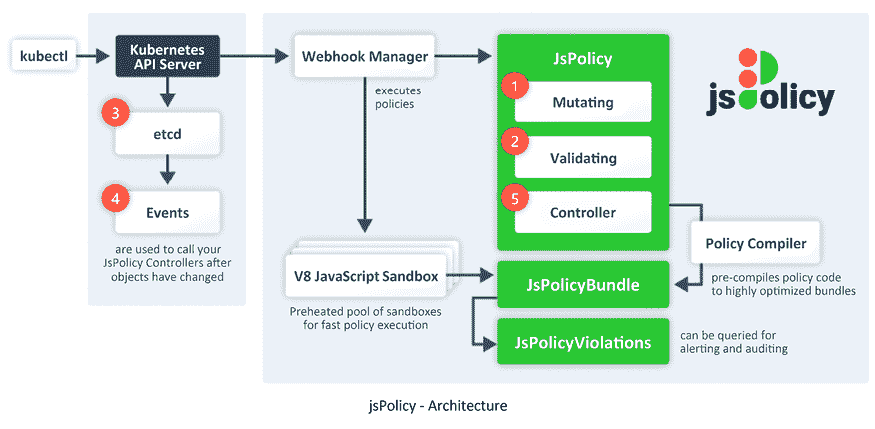 kubectl
Kubernetes
API Server
3
etcd
4
Events
are used to call your
JsPolicy Controllers after
objects have changed
Webhook Manager
executes
policies
V8 JavaScript Sandbox
Preheated pool of sandboxes
for fast policy execution
JsPolicy
1
Mutating
2
Validating
5
Controller
jspolicy
Policy Compiler
pre-compiles policy code
to highly optimized bundles
JsPolicyBundle
JsPolicyViolations
can be queried for
alerting and auditing
jsPolicy - Architecture